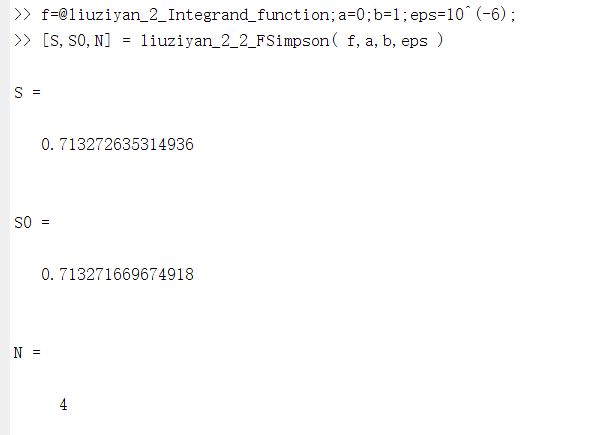 >> f=@liuziyan_2_Integrand_function;a=0;b=1;eps=10^(-6);
>> [S,S0,N] = liuziyan_2_2_FSimpson( f,a,b,eps )
S =
0.713272635314936
S0 =
0.713271669674918
N =
4